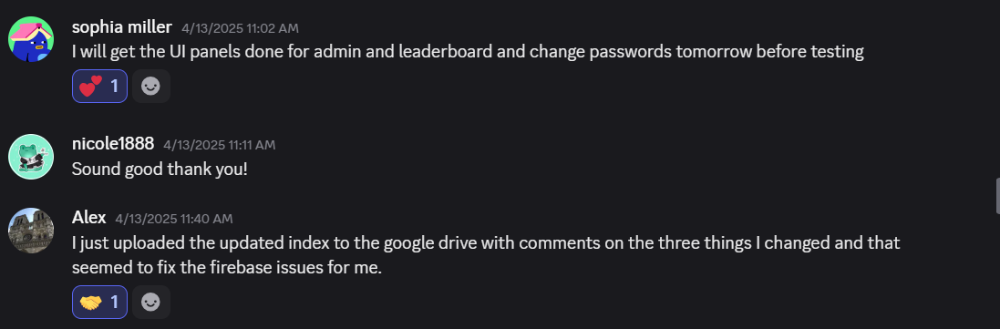 sophia miller 4/13/2025 11:02 AM
I will get the UI panels done for admin and leaderboard and change passwords tomorrow before testing
1
nicole1888 4/13/2025 11:11 AM
Sound good thank you!
Alex 4/13/2025 11:40 AM
I just uploaded the updated index to the google drive with comments on the three things I changed and that
seemed to fix the firebase issues for me.
1